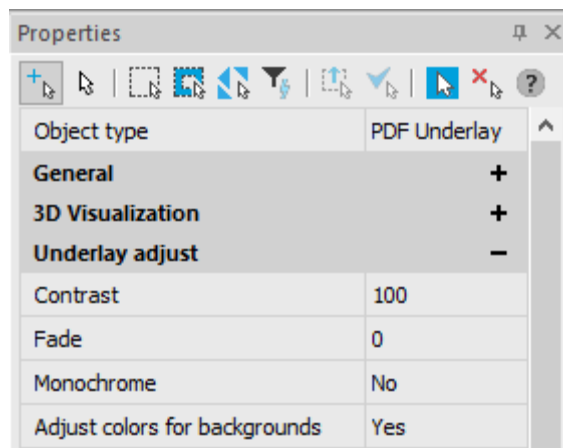 Properties
?
Object type PDF Underlay
General +
3D Visualization +
Underlay adjust −
Contrast 100
Fade 0
Monochrome No
Adjust colors for backgrounds Yes